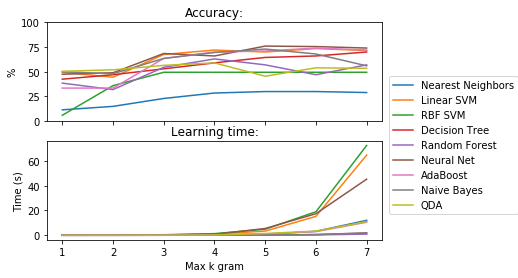 Accuracy:
100
75
50
25
0
%
Learning time:
60
40
20
0
Time (s)
1 2 3 4 5 6 7
Max k gram
Nearest Neighbors
Linear SVM
RBF SVM
Decision Tree
Random Forest
Neural Net
AdaBoost
Naive Bayes
QDA